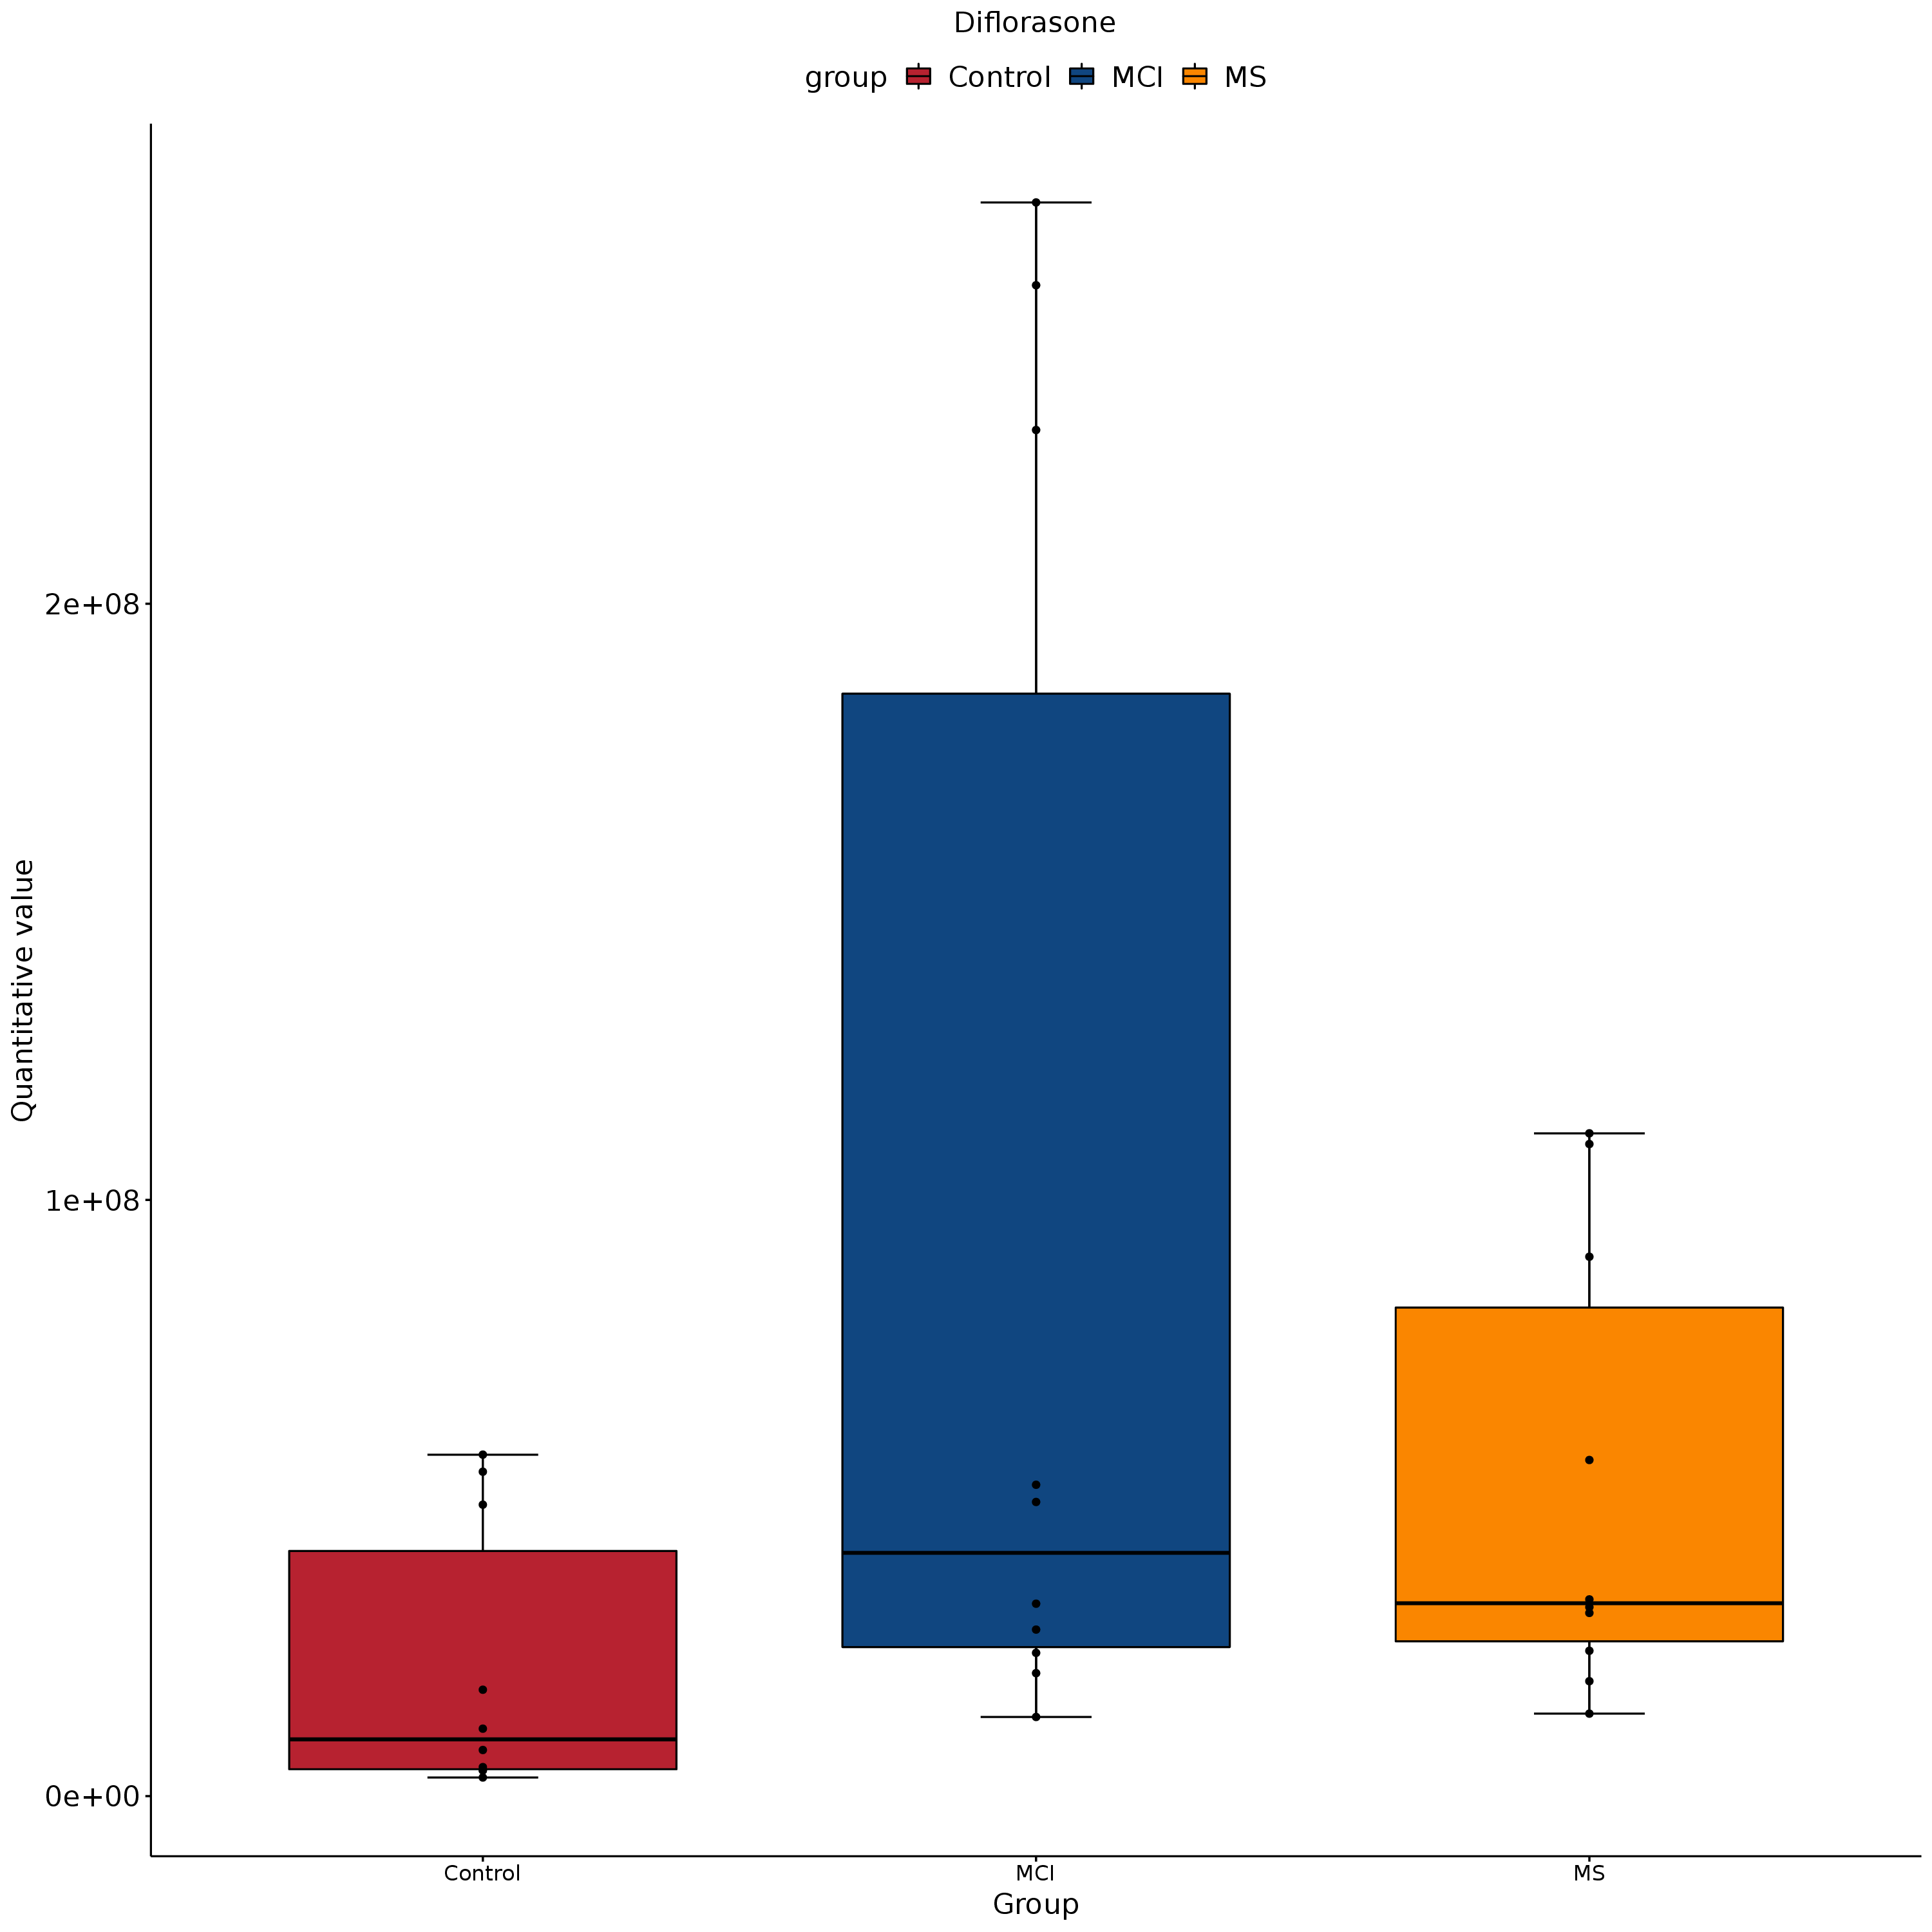 Diflorasone
group Control MCI MS
Quantitative value
2e+08
1e+08
0e+00
Control MCI MS
Group